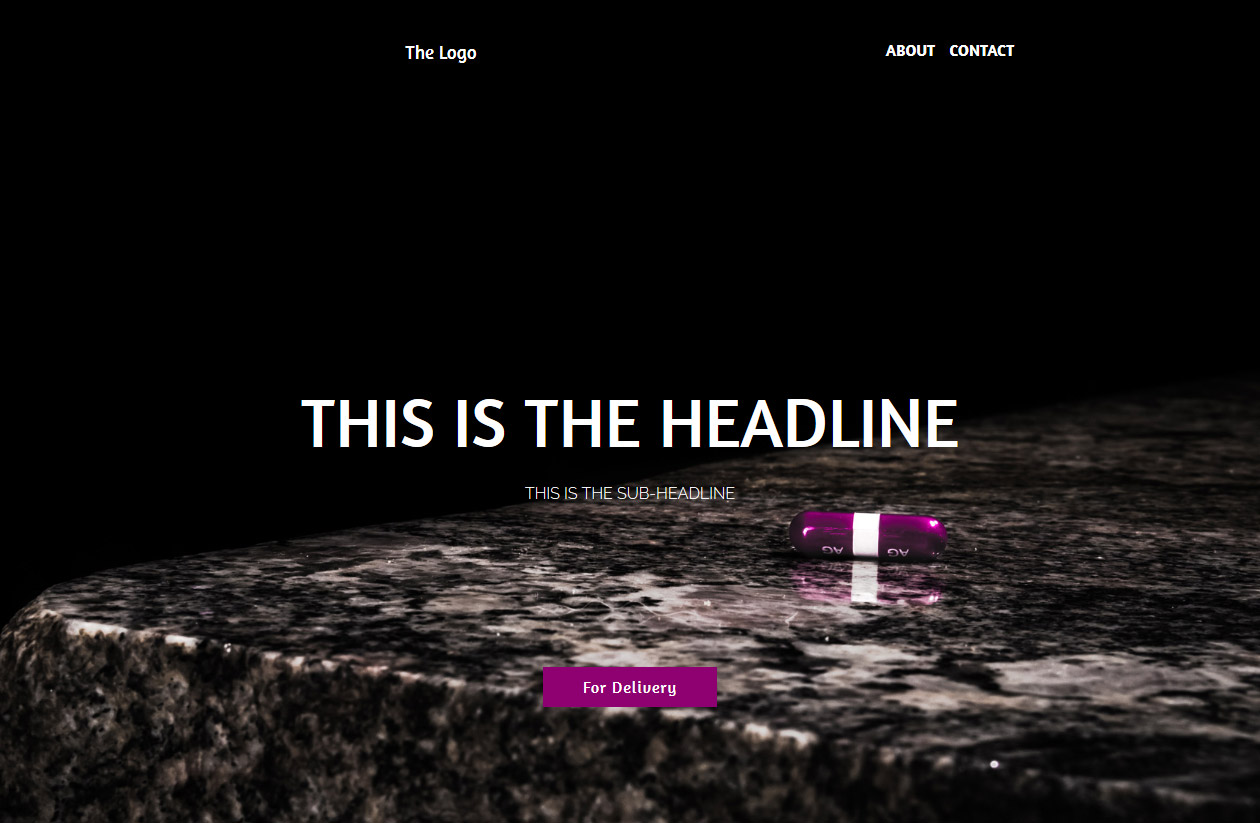 The Logo
ABOUT CONTACT
THIS IS THE HEADLINE
THIS IS THE SUB-HEADLINE
AG AG
For Delivery